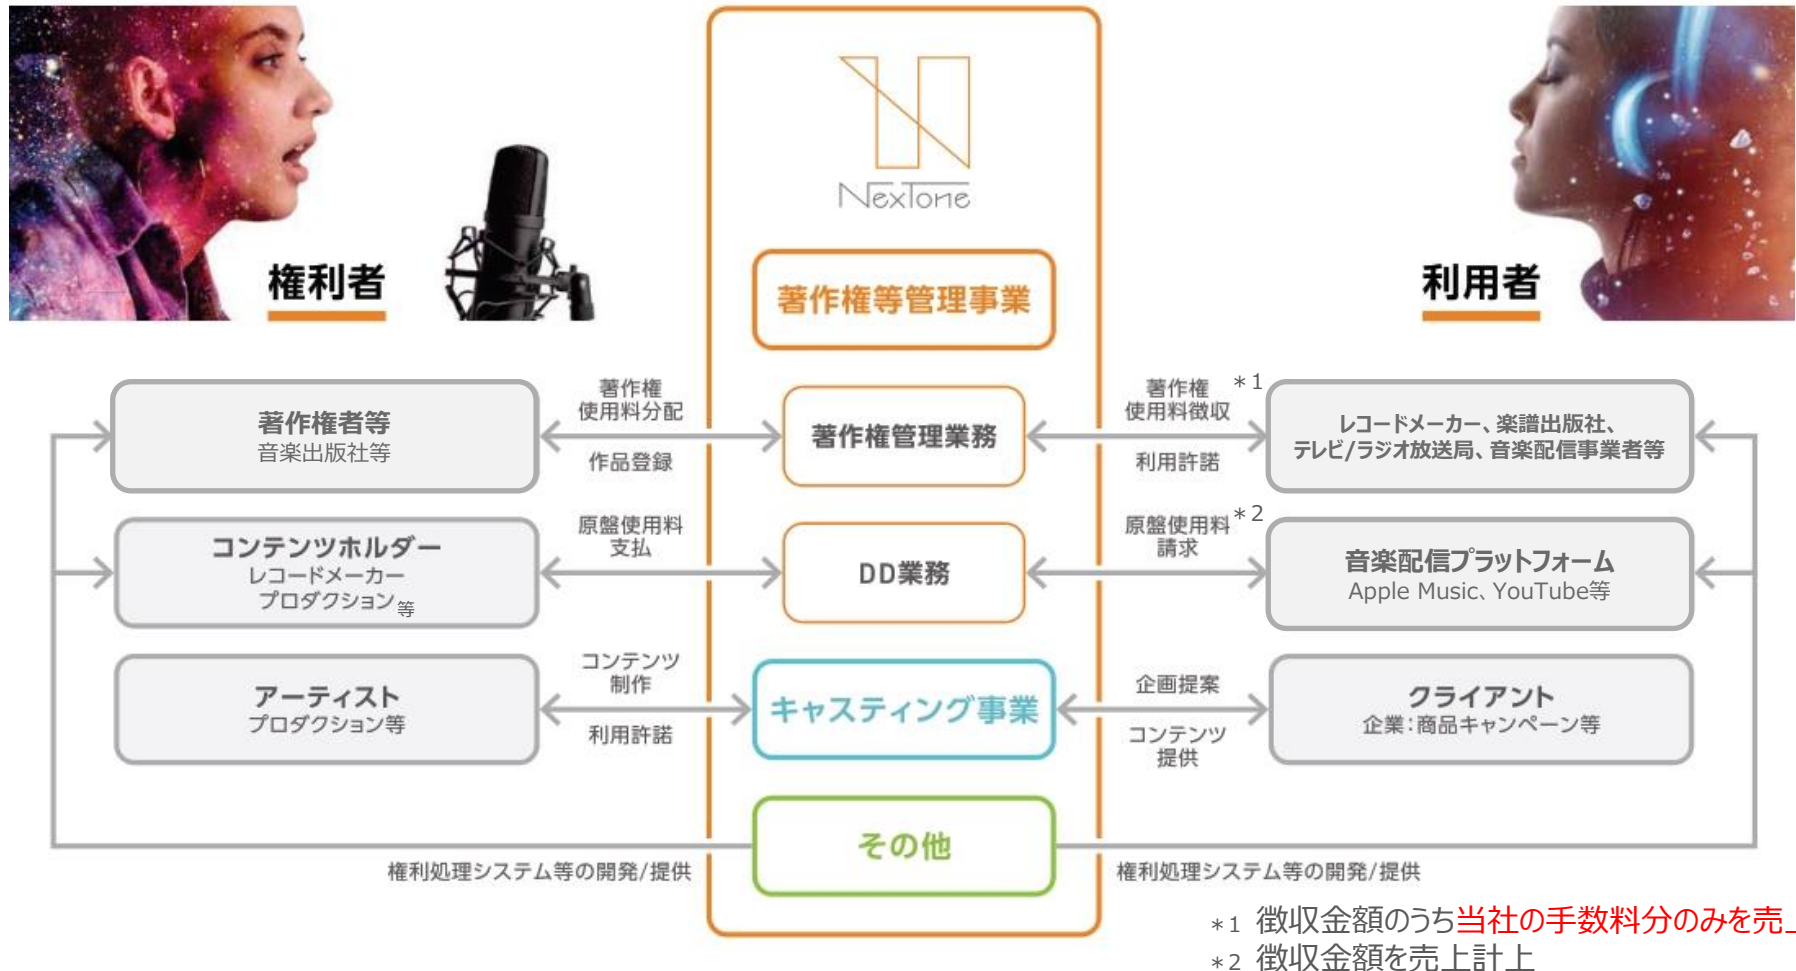 NexTone
権利者
著作権等管理事業
利用者
著作権者等
音楽出版社等
著作権
使用料分配
作品登録
著作権管理業務
著作権 *1
使用料徴収
利用許諾
レコードメーカー、楽譜出版社、
テレビ/ラジオ放送局、音楽配信事業者等
コンテンツホルダー
レコードメーカー
プロダクション等
原盤使用料
支払
DD業務
原盤使用料 *2
請求
音楽配信プラットフォーム
Apple Music、YouTube等
アーティスト
プロダクション等
コンテンツ
制作
利用許諾
キャスティング事業
企画提案
コンテンツ
提供
クライアント
企業：商品キャンペーン等
その他
権利処理システム等の開発/提供
権利処理システム等の開発/提供
*1 徴収金額のうち当社の手数料分のみを売
*2 徴収金額を売上計上